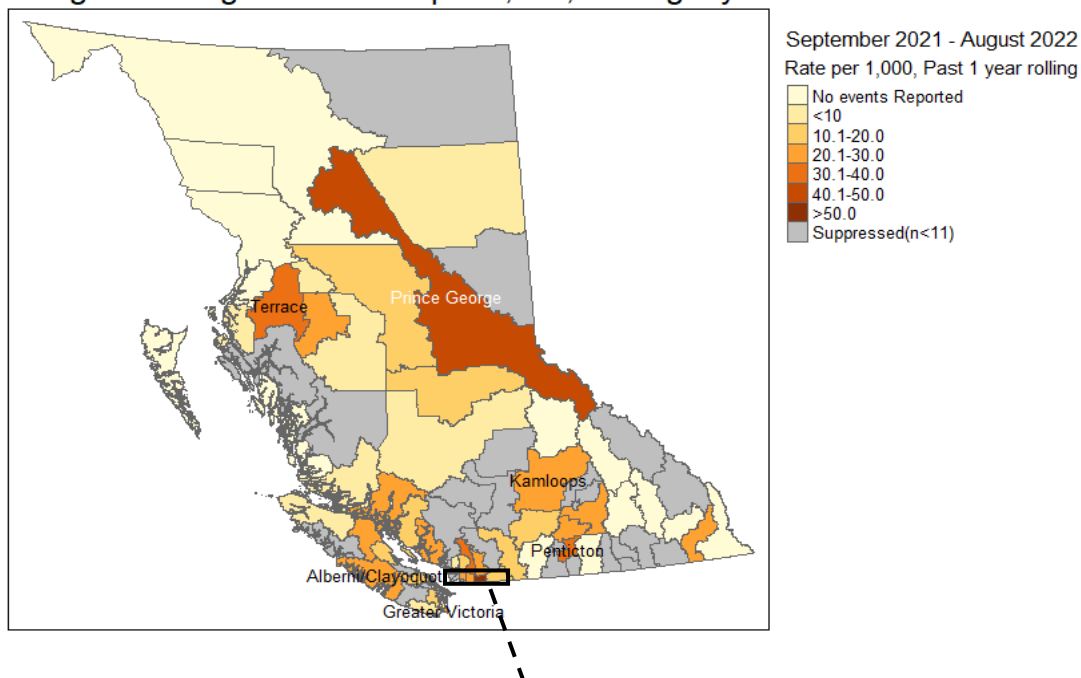 September 2021 - August 2022
Rate per 1,000, Past 1 year rolling
No events Reported
<10
10.1-20.0
20.1-30.0
30.1-40.0
40.1-50.0
>50.0
Suppressed(n<11)
Prince George
Terrace
Kamloops
Penticton
Alberni/Clayoquot
Greater Victoria